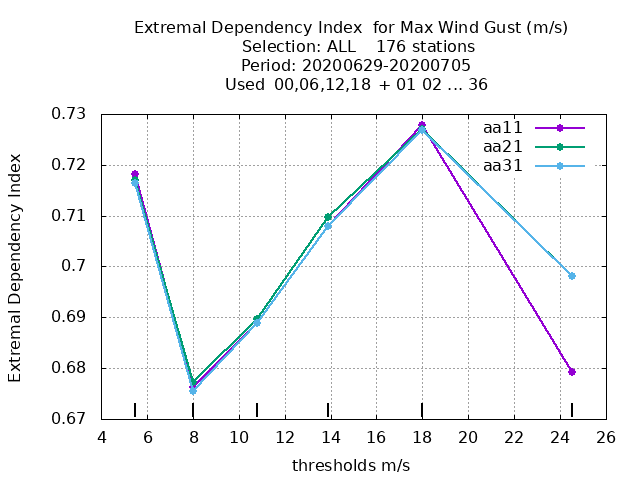 Extremal Dependency Index for Max Wind Gust (m/s)
Selection: ALL 176 stations
Period: 20200629-20200705
Used 00,06,12,18 + 01 02 ... 36
Extremal Dependency Index
0.73
0.72
0.71
0.7
0.69
0.68
0.67
aa11
aa21
aa31
4 6 8 10 12 14 16 18 20 22 24 26
thresholds m/s